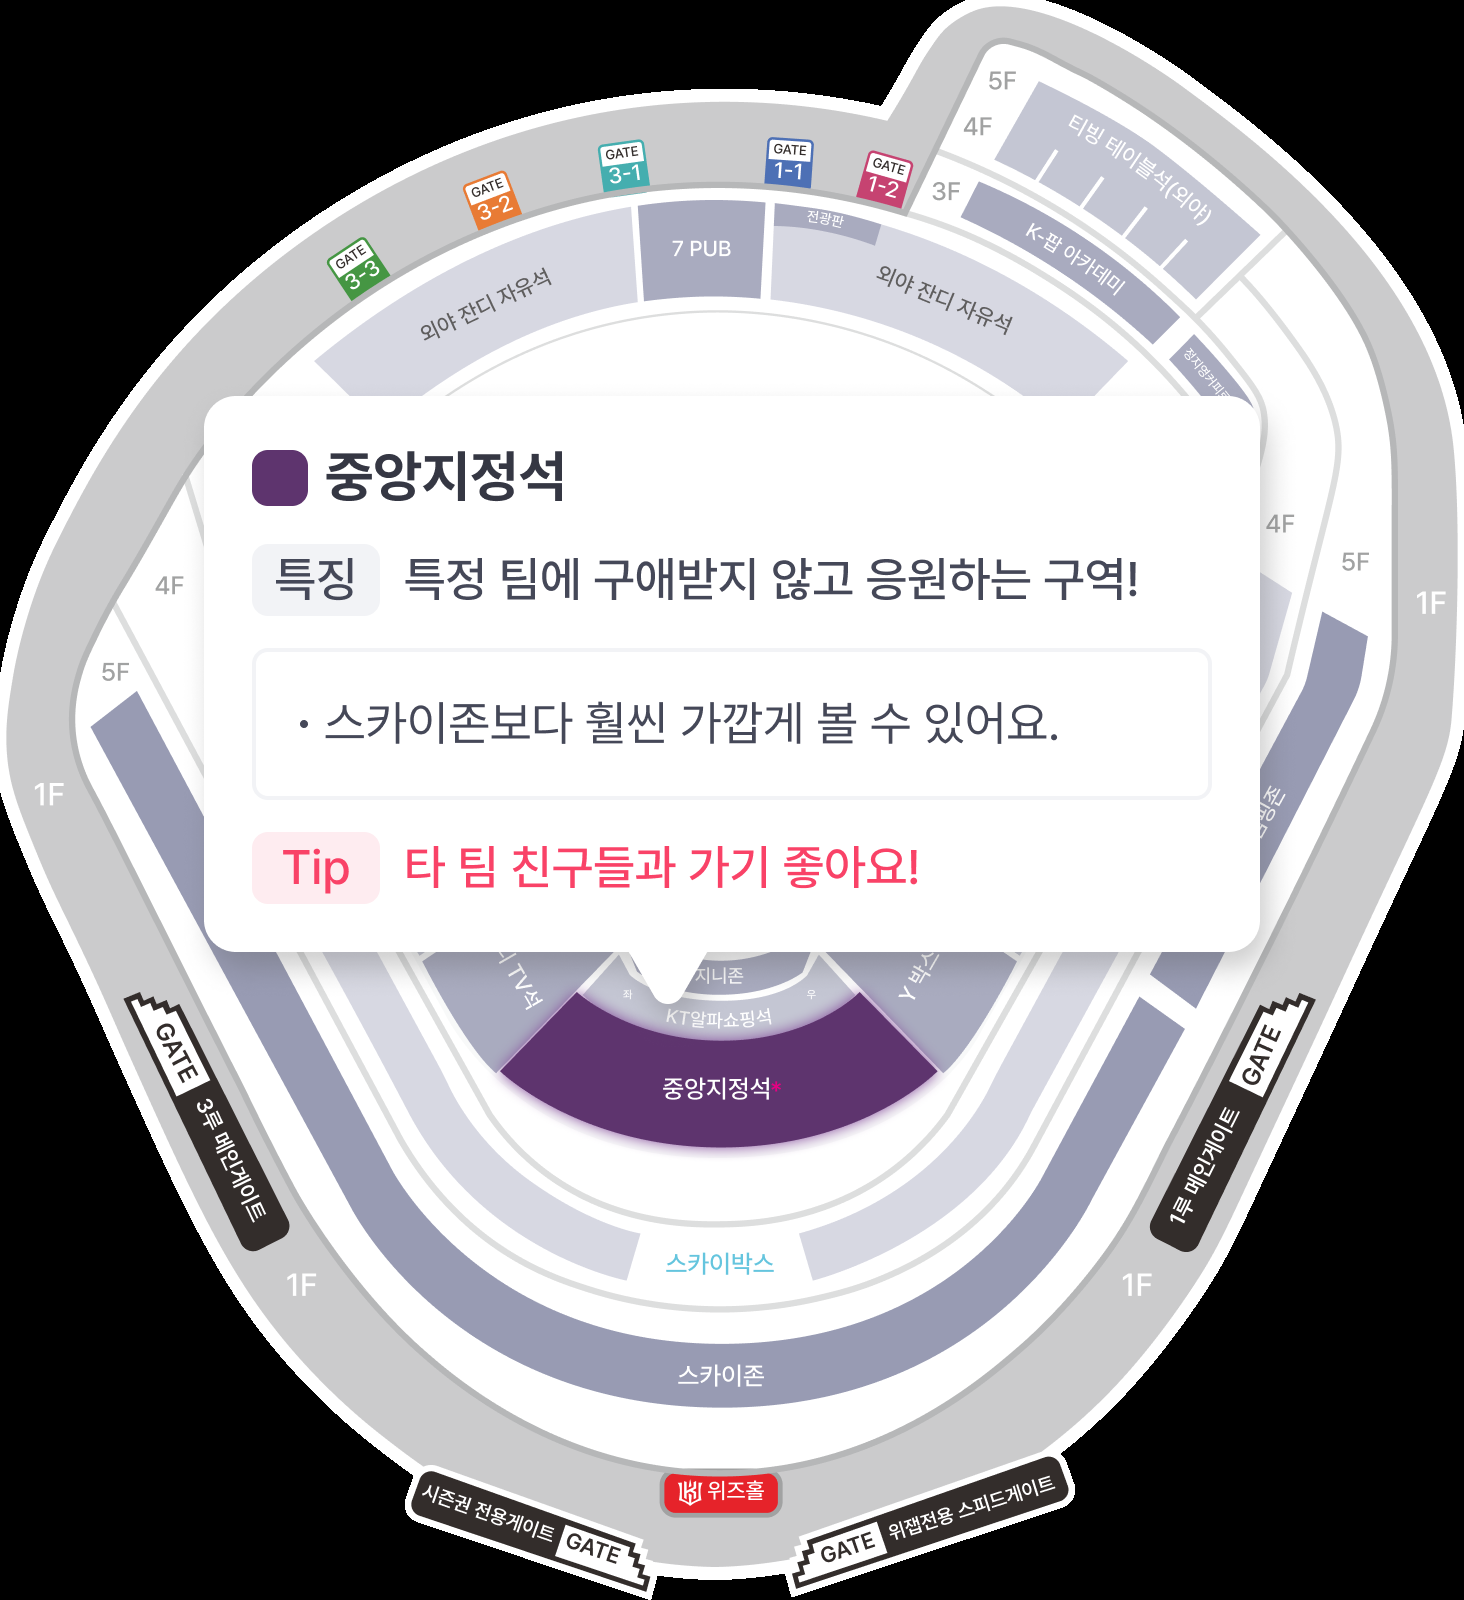 5F
티빙 테이블석(외야)
4F
GATE
3-1
GATE
1-1
GATE
1-2
3F
GATE
3-2
전광판
K-팝 아카데미
7 PUB
GATE
3-3
외야 잔디 자유석
외야 잔디 자유석
중앙지정석
특징 특정 팀에 구애받지 않고 응원하는 구역!
4F
5F
4F
1F
5F
• 스카이존보다 훨씬 가깝게 볼 수 있어요.
1F
Tip 타 팀 친구들과 가기 좋아요!
TV석
지니존
Y 박스
좌
우
KT알파쇼핑석
중앙지정석*
GATE 3루 메인게이트
GATE 1루 메인게이트
스카이박스
1F
1F
스카이존
위즈홀
시즌권 전용게이트 GATE
GATE 위잽전용 스피드게이트